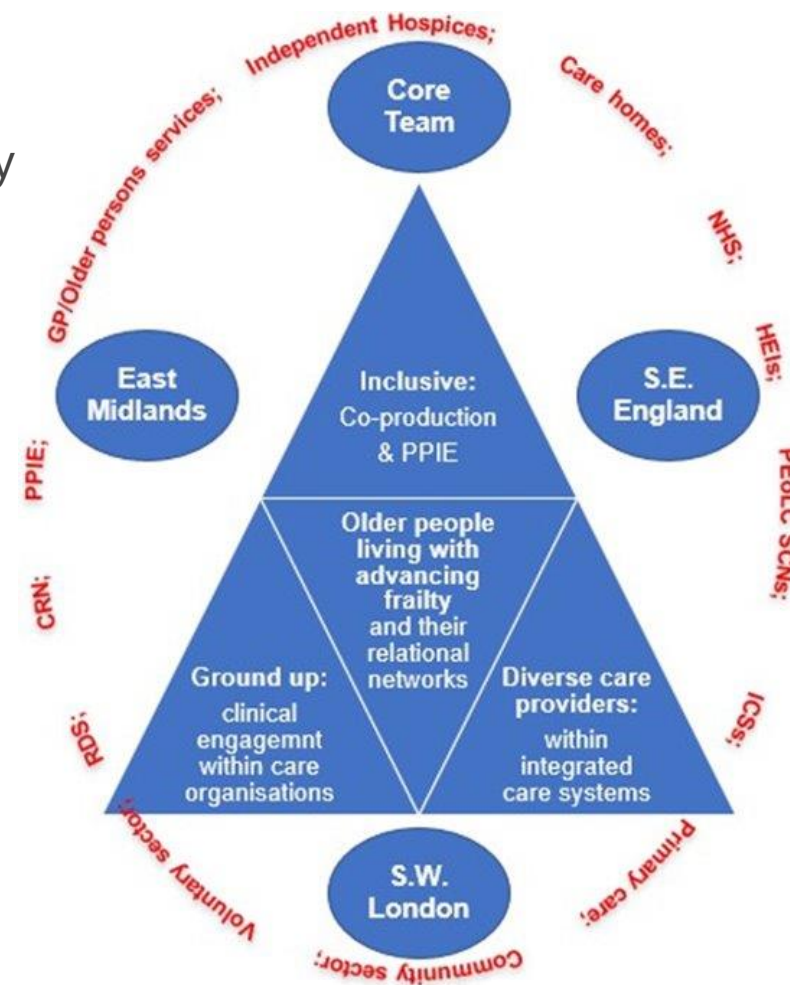 Independent Hospices;
Care homes;
NHS;
HEIs;
PEoLC SCNs;
ICSs;
Primary care;
Community sector;
Voluntary sector;
RDS;
CRN;
PPIE;
GP/Older persons services;
y
Core
Team
East
Midlands
S.E.
England
Inclusive:
Co-production
& PPIE
Older people
living with
advancing
frailty
and their
relational
networks
Ground up:
clinical
engagemnt
within care
organisations
Diverse care
providers:
within
integrated
care systems
S.W.
London